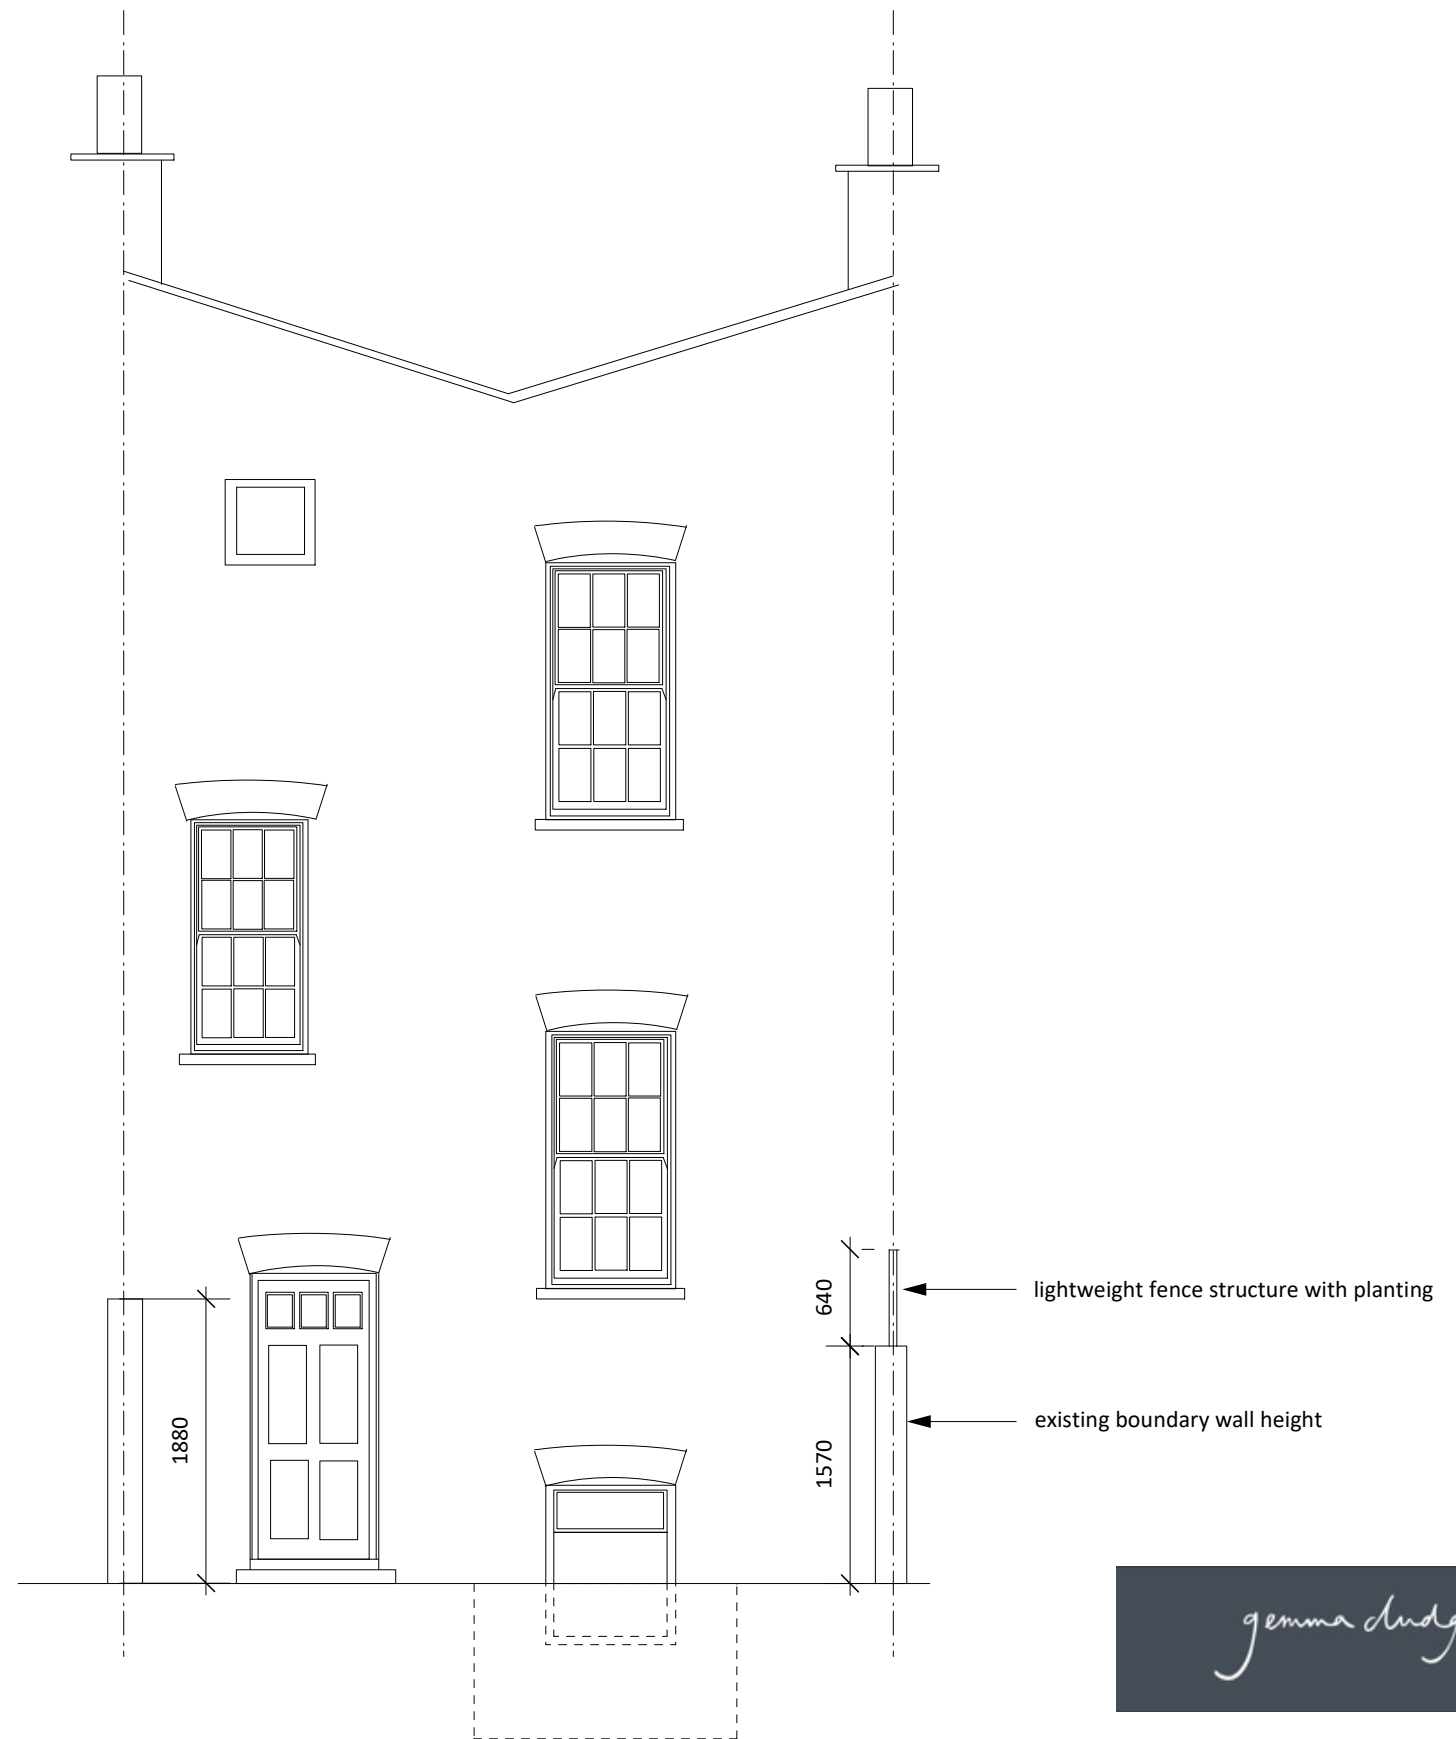 640
lightweight fence structure with planting
1880
1570
existing boundary wall height
gemma